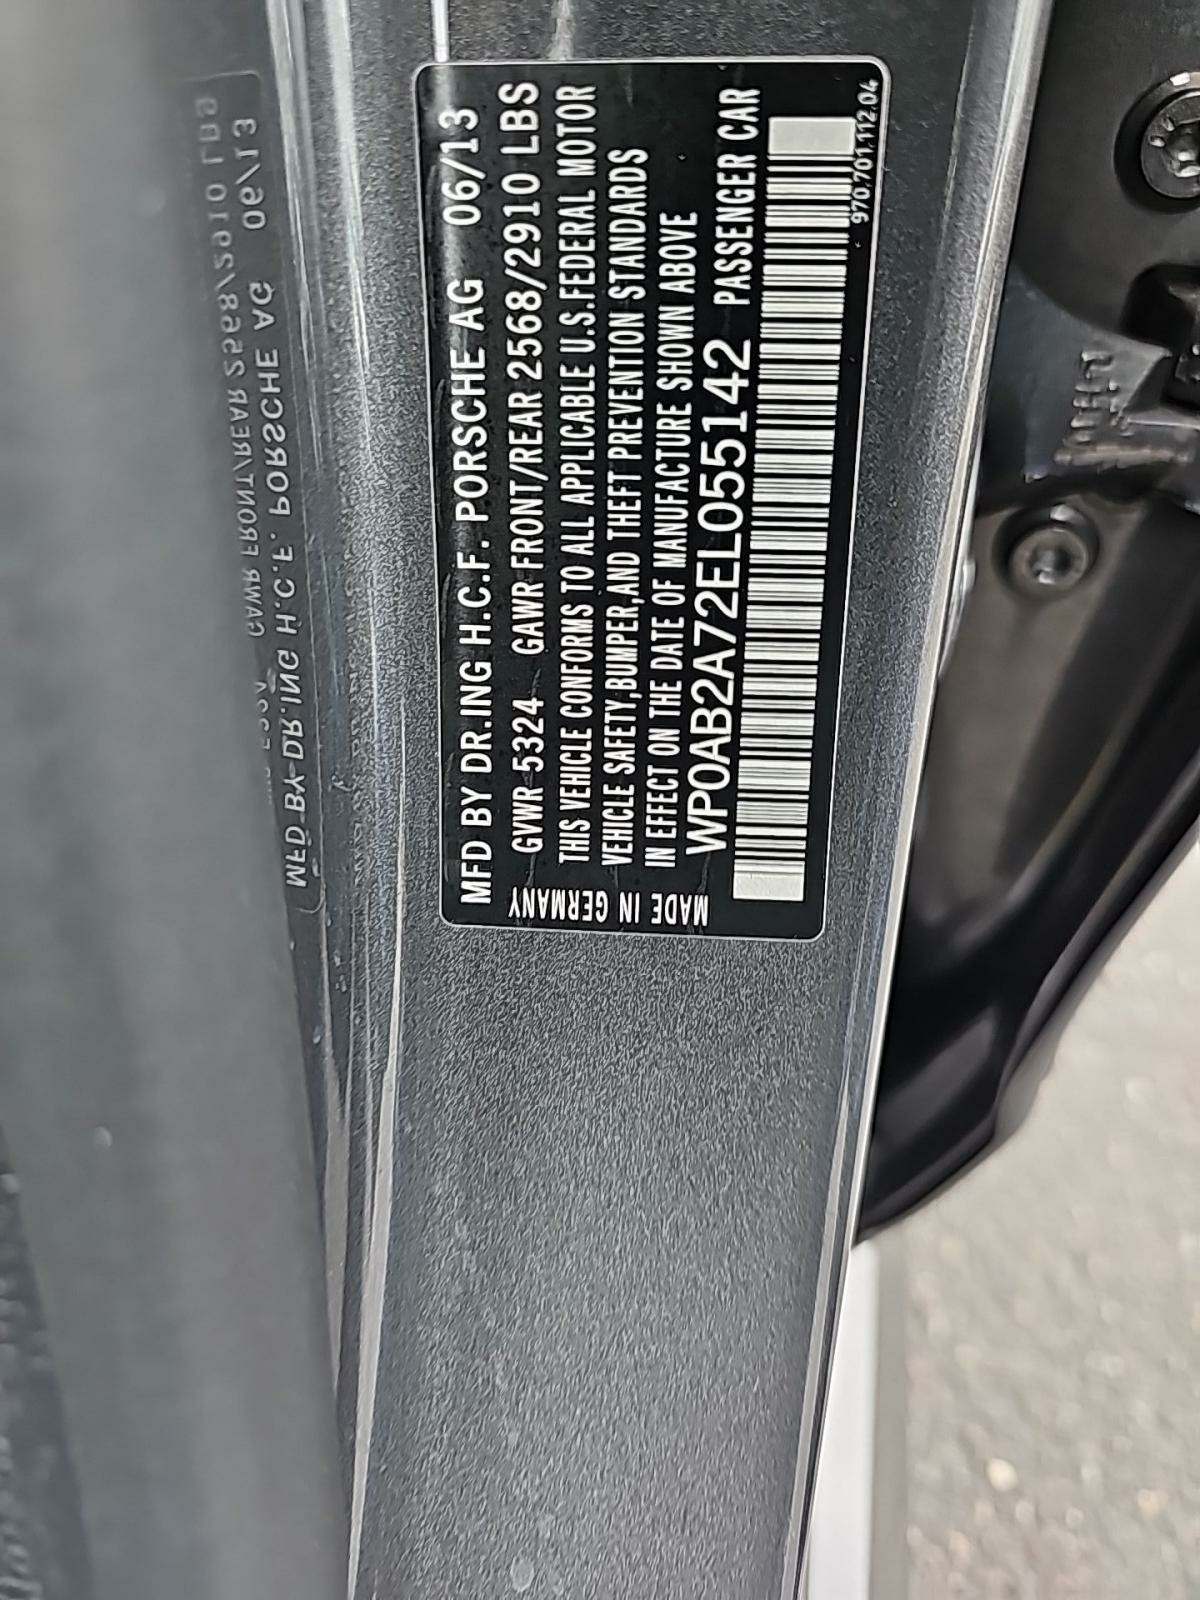 MFD BY DR.ING H.C.F. PORSCHE AG 06/13
GVWR 5324 GAWR FRONT/REAR 2568/2910 LBS
THIS VEHICLE CONFORMS TO ALL APPLICABLE U.S.FEDERAL MOTOR
VEHICLE SAFETY,BUMPER,AND THEFT PREVENTION STANDARDS
IN EFFECT ON THE DATE OF MANUFACTURE SHOWN ABOVE
WP0AB2A72EL055142 PASSENGER CAR
MADE IN GERMANY
970.701.112.04